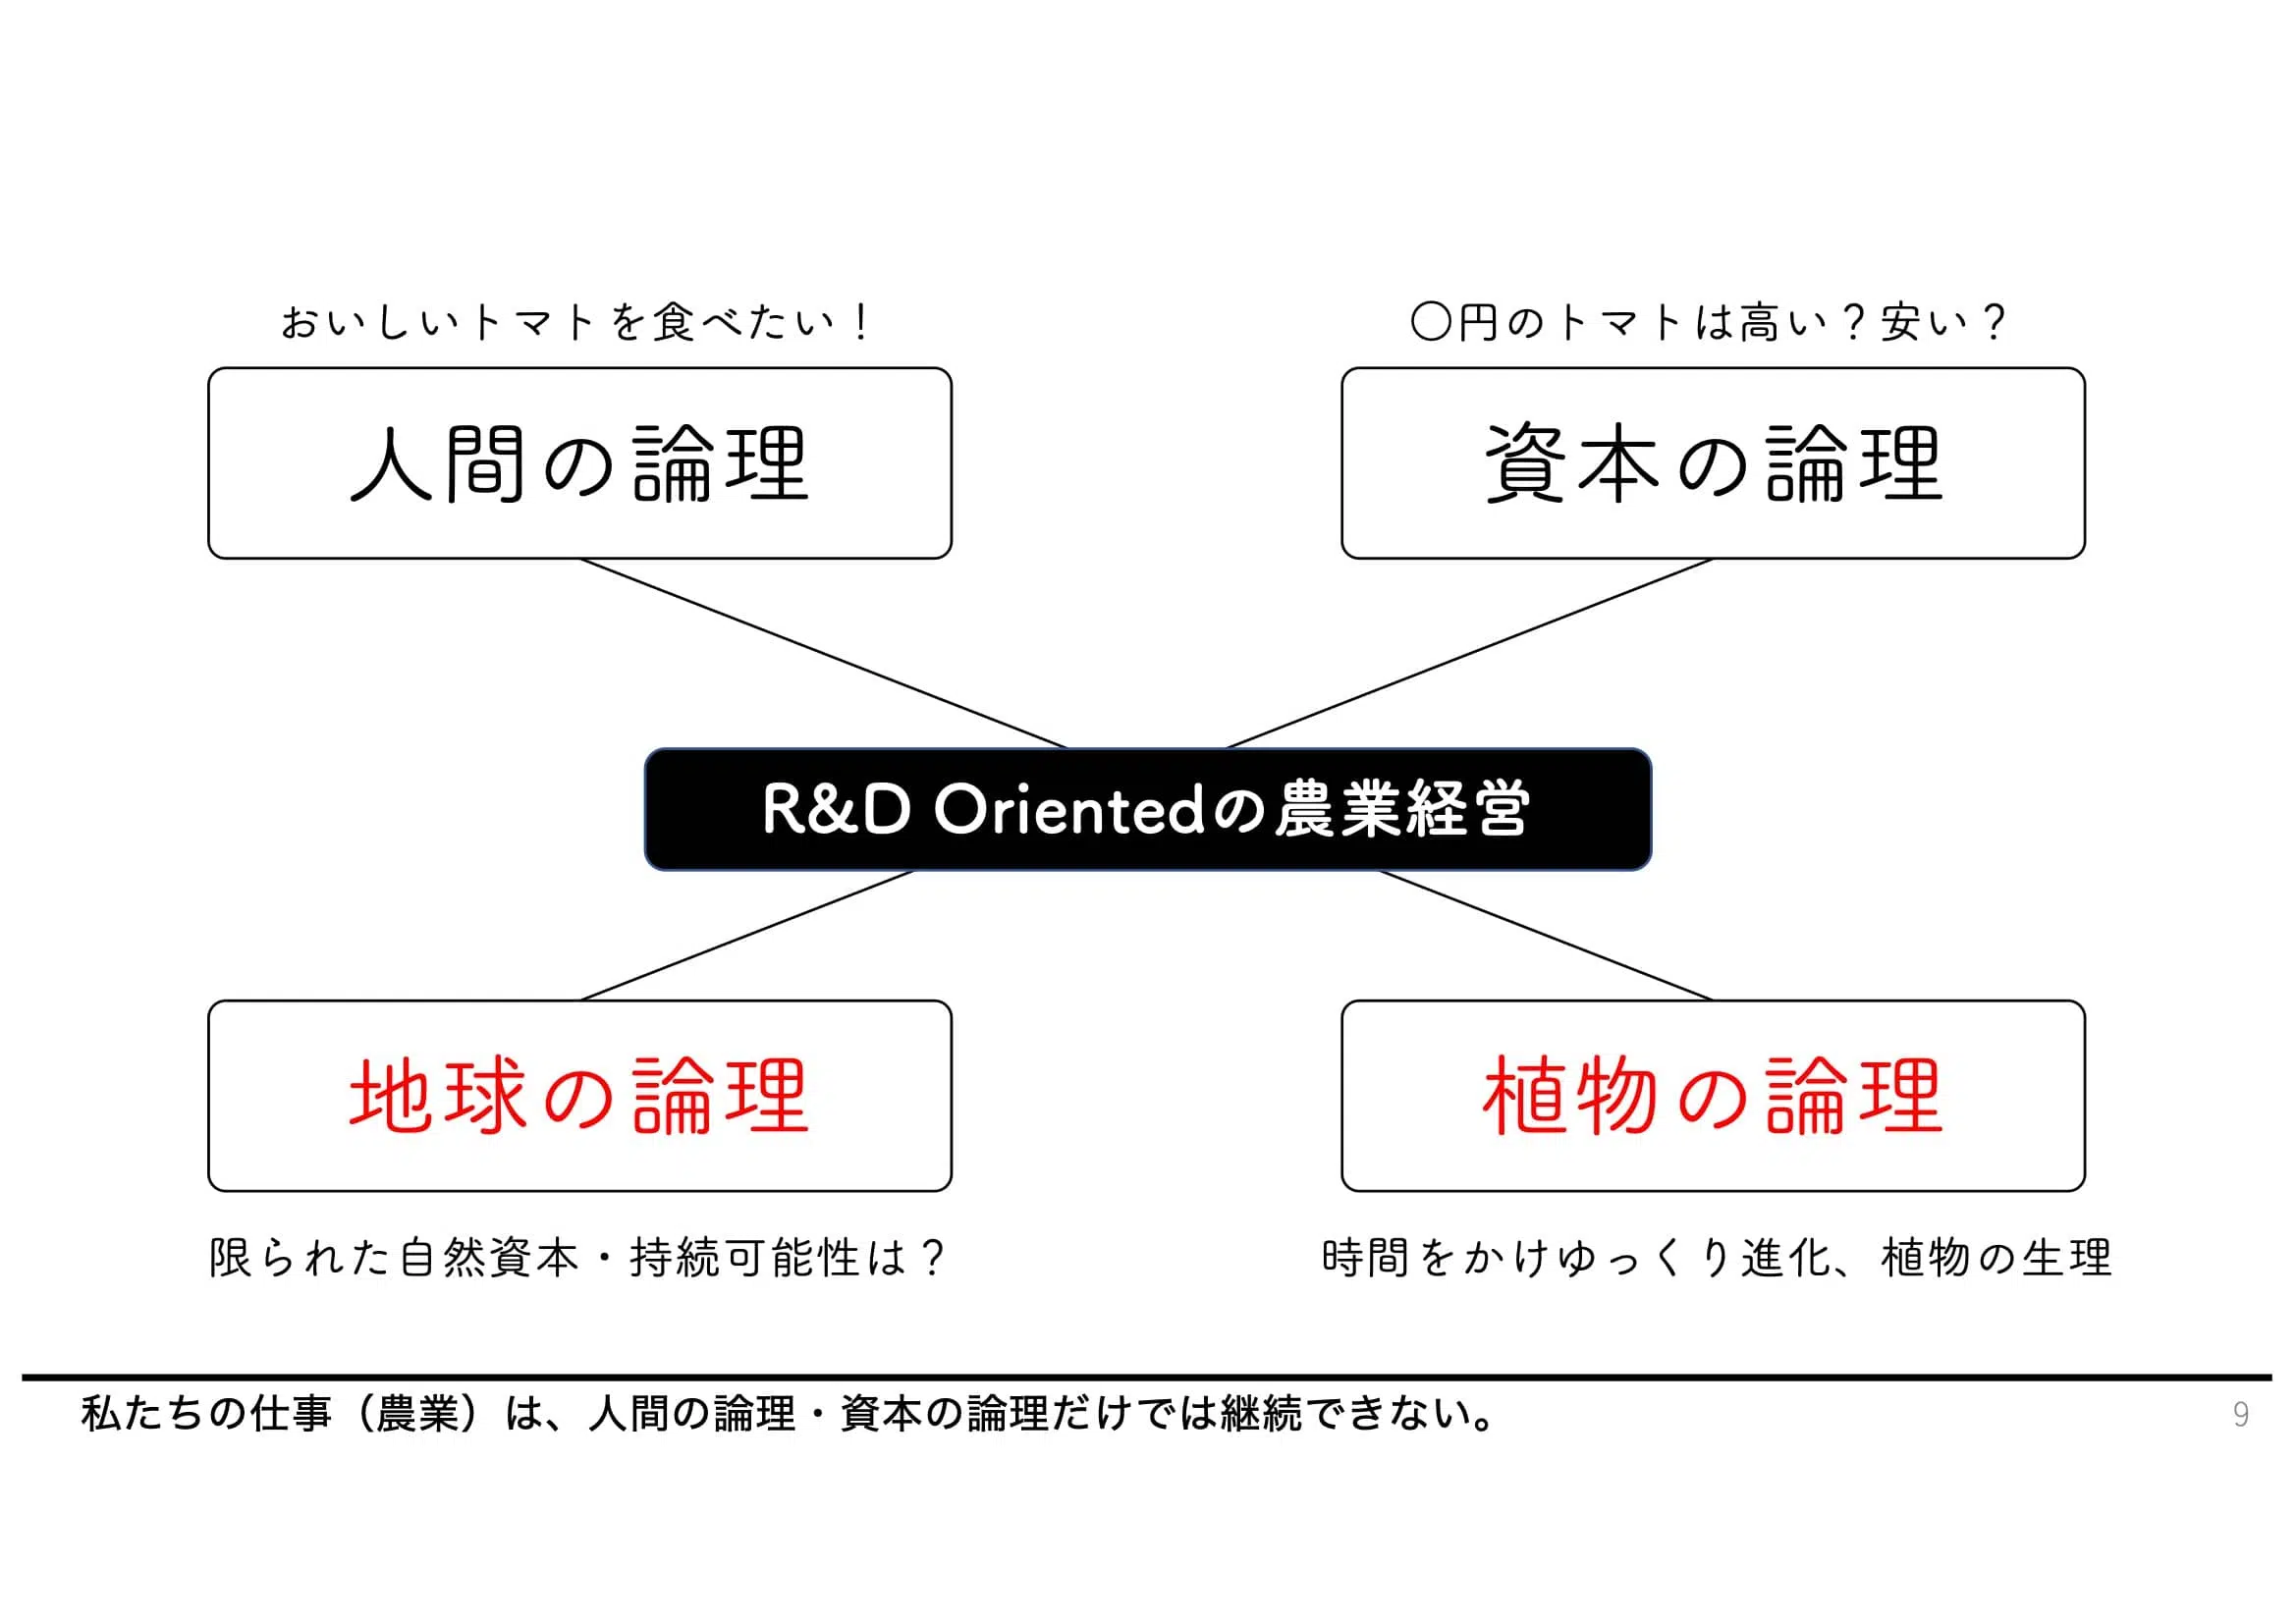 おいしいトマトを食べたい！
〇円のトマトは高い？安い？
人間の論理
資本の論理
R&D Orientedの農業経営
地球の論理
植物の論理
限られた自然資本・持続可能性は？
時間をかけゆっくり進化、植物の生理
私たちの仕事（農業）は、人間の論理・資本の論理だけでは継続できない。
9